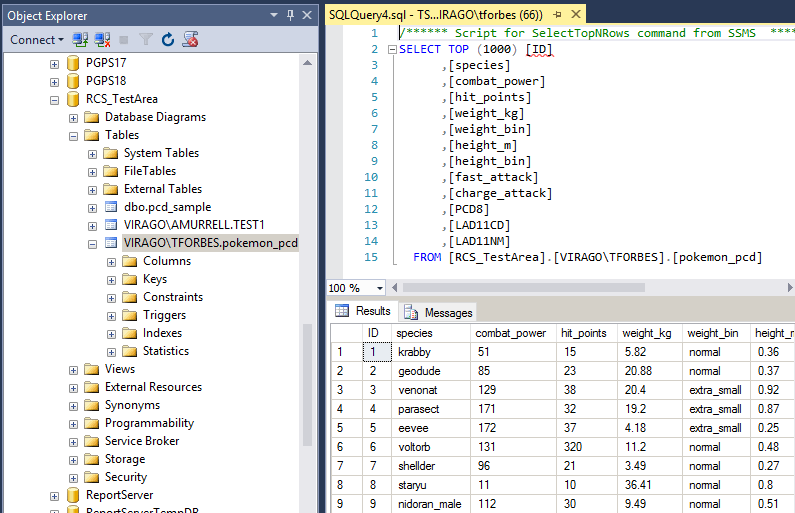 Object Explorer
Connect
PGPS17
PGPS18
RCS_TestArea
Database Diagrams
Tables
System Tables
FileTables
External Tables
dbo.pcd_sample
VIRAGO\AMURRELL.TEST1
VIRAGO\TFORBES.pokemon_pcd
Columns
Keys
Constraints
Triggers
Indexes
Statistics
Views
External Resources
Synonyms
Programmability
Service Broker
Storage
Security
ReportServer
ReportServerTempDB
SQLQuery4.sql - TS...IRAGO\tforbes (66))
1 /****** Script for SelectTopNRows command from SSMS ****
2 SELECT TOP (1000) [ID]
3 ,[species]
4 ,[combat_power]
5 ,[hit_points]
6 ,[weight_kg]
7 ,[weight_bin]
8 ,[height_m]
9 ,[height_bin]
10 ,[fast_attack]
11 ,[charge_attack]
12 ,[PCD8]
13 ,[LAD11CD]
14 ,[LAD11NM]
15 FROM [RCS_TestArea].[VIRAGO\TFORBES].[pokemon_pcd]
100 %
Results Messages
ID species combat_power hit_points weight_kg weight_bin height_m
1 1 krabby 51 15 5.82 normal 0.36
2 2 geodude 85 23 20.88 normal 0.37
3 3 venonat 129 38 20.4 extra_small 0.92
4 4 parasect 171 32 19.2 extra_small 0.87
5 5 eevee 172 37 4.18 extra_small 0.25
6 6 voltorb 131 320 11.2 normal 0.48
7 7 shellder 96 21 3.49 normal 0.27
8 8 staryu 11 10 36.41 normal 0.8
9 9 nidoran_male 112 30 9.49 normal 0.51